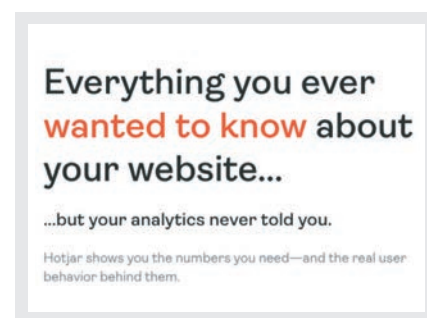 Everything you ever
wanted to know about
your website...
...but your analytics never told you.
Hotjar shows you the numbers you need—and the real user
behavior behind them.